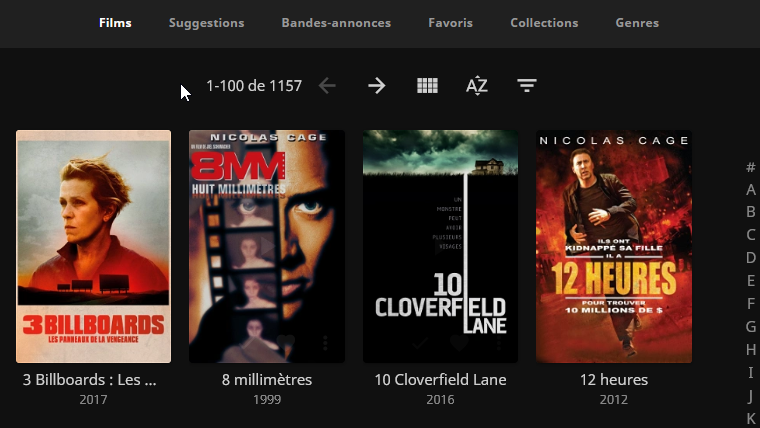 Films Suggestions Bandes-annonces Favoris Collections Genres
1-100 de 1157
AZ
3 BILLBOARDS
LES PANNEAUX DE LA VENGEANCE
3 Billboards : Les ...
2017
NICOLAS CAGE
8MM
HUIT MILLIMÈTRES
8 millimètres
1999
UN
MONSTRE
PEUT
AVOIR
PLUSIEURS
VISAGES
10
CLOVERFIELD
LANE
10 Cloverfield Lane
2016
NICOLAS CAGE
ILS ONT
KIDNAPPÉ SA FILLE
IL A
12 HEURES
POUR TROUVER
10 MILLIONS DE $
12 heures
2012
#
A
B
C
D
E
F
G
H
I
J
K